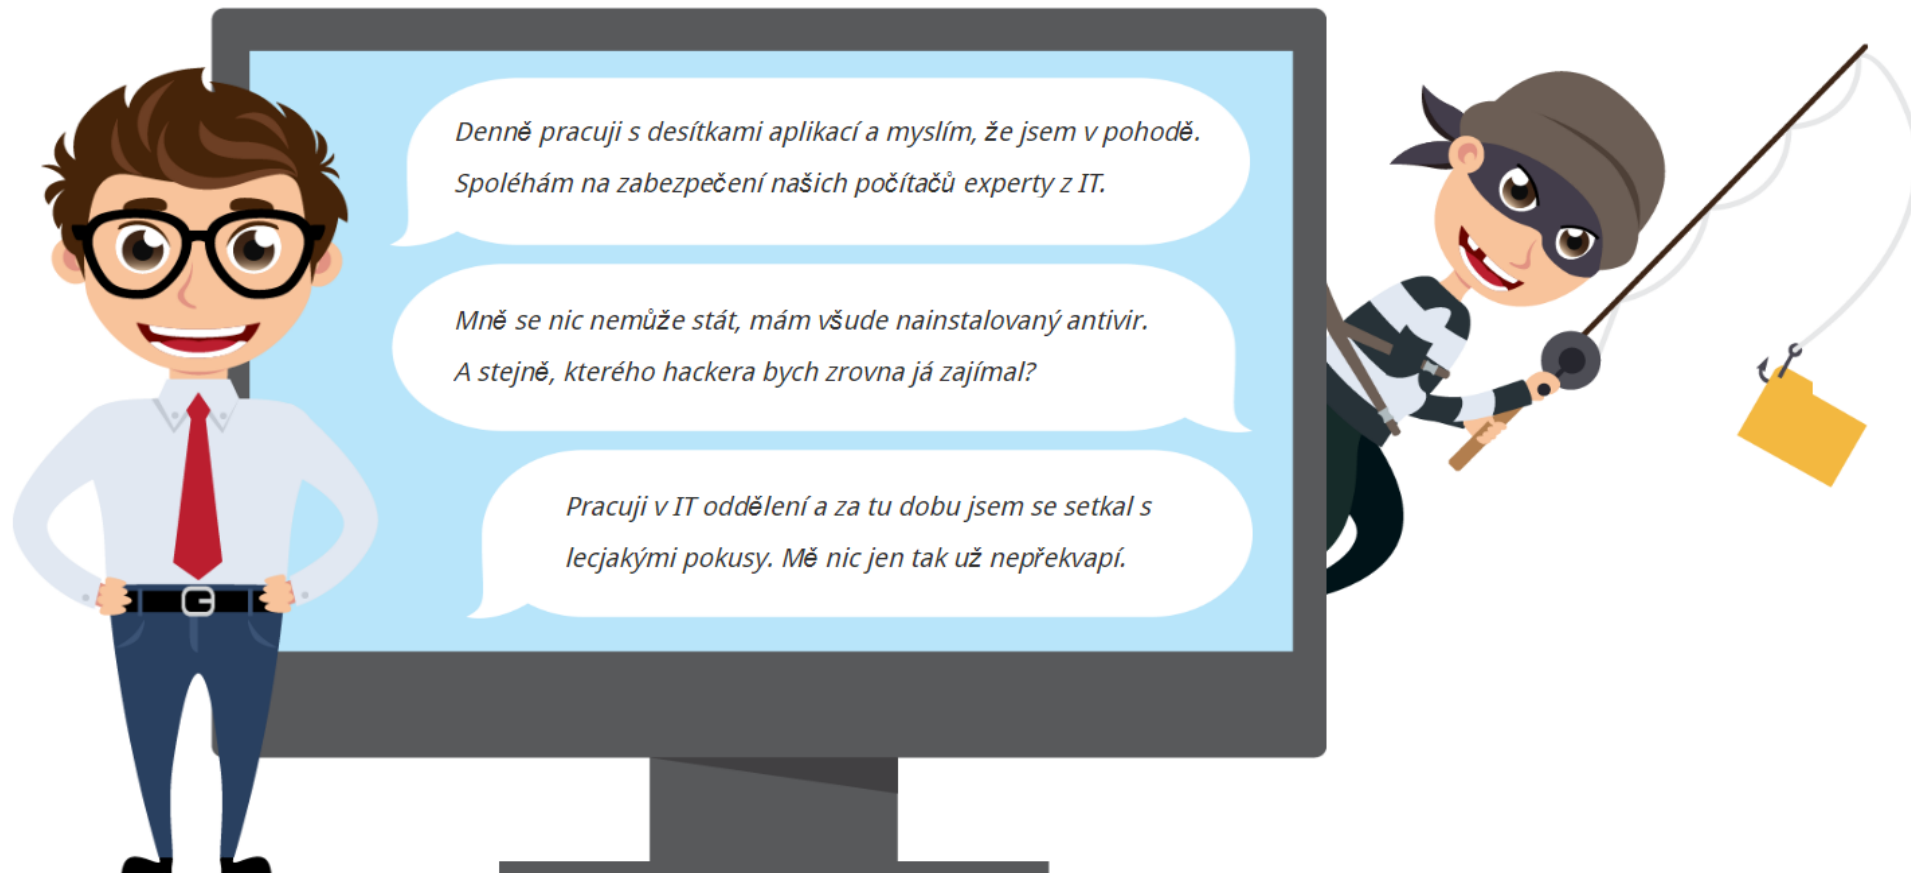 Denně pracuji s desítkami aplikací a myslím, že jsem v pohodě.
Spoléhám na zabezpečení našich počítačů experty z IT.
Mně se nic nemůže stát, mám všude nainstalovaný antivir.
A stejně, kterého hackera bych zrovna já zajímal?
Pracuji v IT oddělení a za tu dobu jsem se setkal s
lecjakými pokusy. Mě nic jen tak už nepřekvapí.